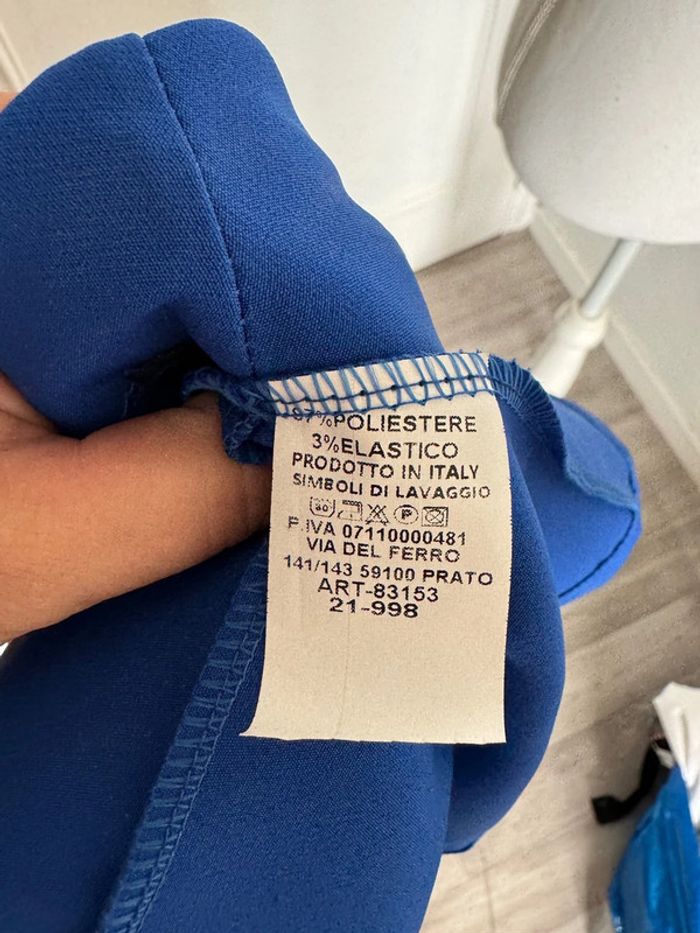 97%POLIESTERE
3%ELASTICO
PRODOTTO IN ITALY
SIMBOLI DI LAVAGGIO
30 P
P.IVA 07110000481
VIA DEL FERRO
141/143 59100 PRATO
ART-83153
21-998